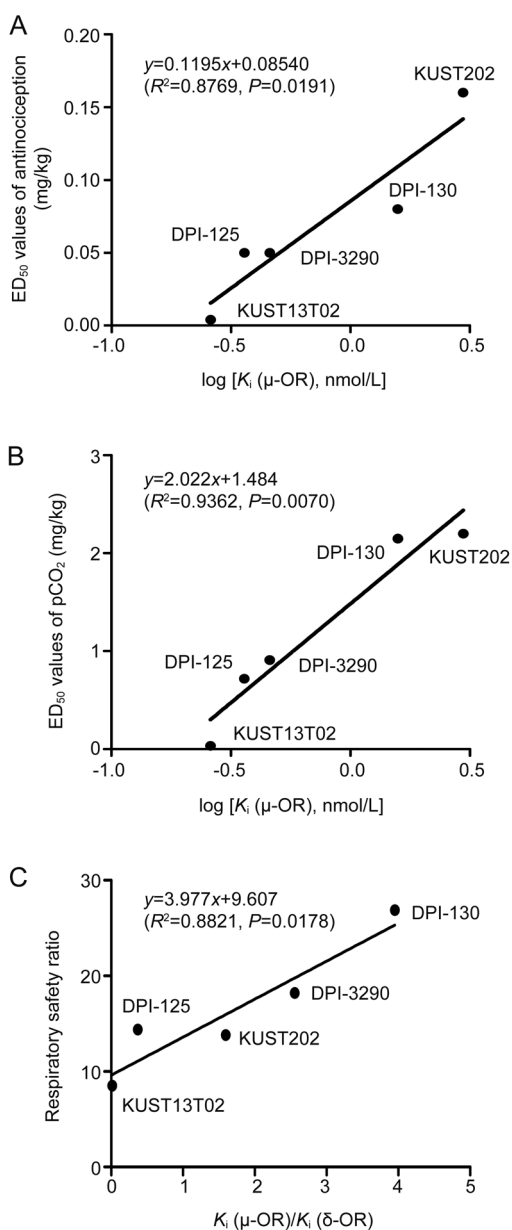 A
0.20
y=0.1195x+0.08540
(R²=0.8769, P=0.0191)
KUST202
0.15
ED₅₀ values of antinociception
(mg/kg)
0.10
DPI-130
DPI-125
0.05
DPI-3290
KUST13T02
0.00
-1.0 -0.5 0.0 0.5
log [Kᵢ (μ-OR), nmol/L]
B
3
y=2.022x+1.484
(R²=0.9362, P=0.0070)
ED₅₀ values of pCO₂ (mg/kg)
2
DPI-130
KUST202
1
DPI-125
DPI-3290
KUST13T02
0
-1.0 -0.5 0.0 0.5
log [Kᵢ (μ-OR), nmol/L]
C
30
y=3.977x+9.607
(R²=0.8821, P=0.0178)
DPI-130
Respiratory safety ratio
20
DPI-3290
DPI-125
KUST202
10
KUST13T02
0
0 1 2 3 4 5
Kᵢ (μ-OR)/Kᵢ (δ-OR)